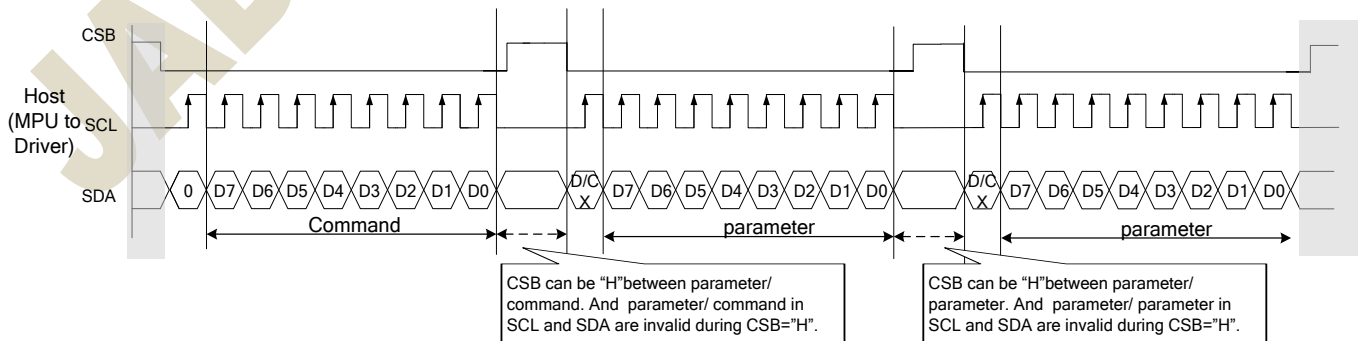 JAD
CSB
Host
(MPU to
Driver)
SCL
SDA
0 D7 D6 D5 D4 D3 D2 D1 D0 D/C X D7 D6 D5 D4 D3 D2 D1 D0 D/C X D7 D6 D5 D4 D3 D2 D1 D0
Command parameter parameter
CSB can be “H”between parameter/
command. And parameter/ command in
SCL and SDA are invalid during CSB=”H”.
CSB can be “H”between parameter/
parameter. And parameter/ parameter in
SCL and SDA are invalid during CSB=”H”.